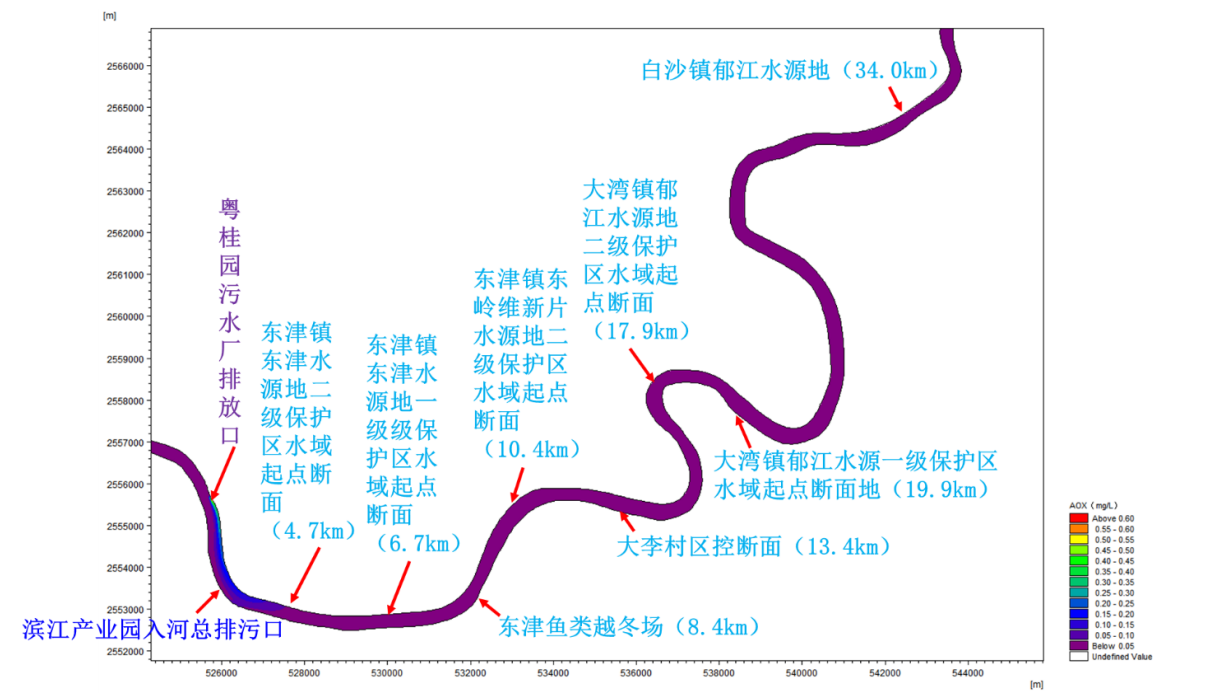 [m]
2566000
2565000
2564000
2563000
2562000
2561000
2560000
2559000
2558000
2557000
2556000
2555000
2554000
2553000
2552000
白沙镇郁江水源地（34.0km）
大湾镇郁
江水源地
二级保护
区水域起
点断面
（17.9km）
粤
桂
园
污
水
厂
排
放
口
东津镇东
岭维新片
水源地二
级保护区
水域起点
断面
（10.4km）
东津镇
东津水
源地二
级保护
区水域
起点断
面
（4.7km）
东津镇
东津水
源地一
级级保
护区水
域起点
断面
（6.7km）
大湾镇郁江水源一级保护区
水域起点断面地（19.9km）
大李村区控断面（13.4km）
东津鱼类越冬场（8.4km）
滨江产业园入河总排污口
526000
528000
530000
532000
534000
536000
538000
540000
542000
544000
[m]
AOX (mg/L)
Above 0.60
0.55 - 0.60
0.50 - 0.55
0.45 - 0.50
0.40 - 0.45
0.35 - 0.40
0.30 - 0.35
0.25 - 0.30
0.20 - 0.25
0.15 - 0.20
0.10 - 0.15
0.05 - 0.10
Below 0.05
Undefined Value